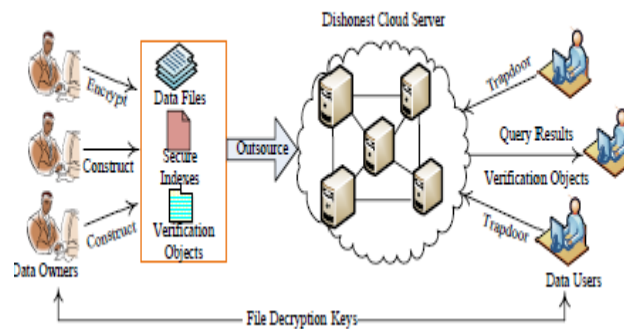 Dishonest Cloud Server
Encrypt
Data Files
Construct
Secure
Indexes
Construct
Verification
Objects
Data Owners
Outsource
Trapdoor
Query Results
Verification Objects
Trapdoor
Data Users
File Decryption Keys